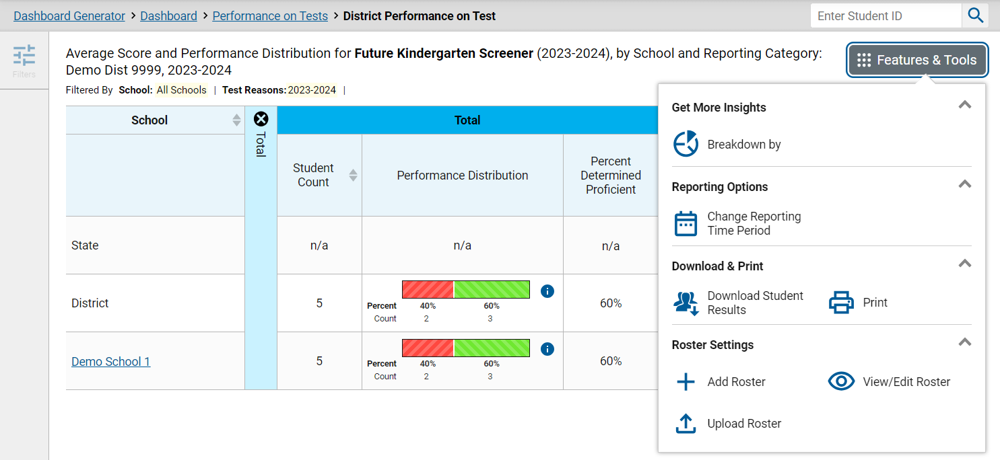 Dashboard Generator > Dashboard > Performance on Tests > District Performance on Test
Enter Student ID
Filters
Average Score and Performance Distribution for Future Kindergarten Screener (2023-2024), by School and Reporting Category:
Demo Dist 9999, 2023-2024
Filtered By School: All Schools | Test Reasons: 2023-2024 |
Features & Tools
School
Total
Total
Student
Count
Performance Distribution
Percent
Determined
Proficient
State
n/a
n/a
n/a
District
5
Percent 40% 60%
Count 2 3
60%
Demo School 1
5
Percent 40% 60%
Count 2 3
60%
Get More Insights
Breakdown by
Reporting Options
Change Reporting
Time Period
Download & Print
Download Student
Results
Print
Roster Settings
Add Roster
View/Edit Roster
Upload Roster